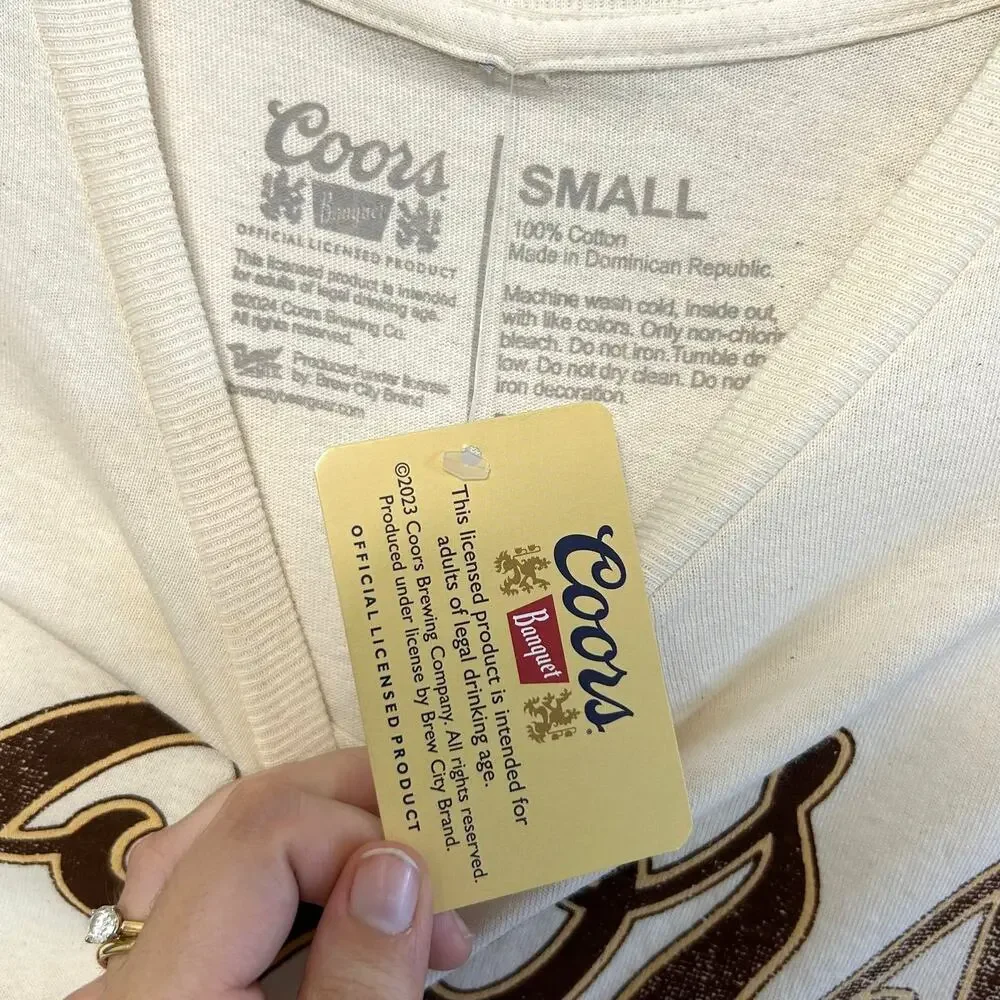 Coors
Banquet
OFFICIAL LICENSED PRODUCT
This licensed product is intended
for adults of legal drinking age.
©2024 Coors Brewing Co.
All rights reserved.
Produced under license
by: Brew City Brand
brewcitybeergear.com
SMALL
100% Cotton
Made in Dominican Republic.
Machine wash cold, inside out,
with like colors. Only non-chlor
bleach. Do not iron. Tumble dr
low. Do not dry clean. Do no
iron decoration.
Coors
Banquet
This licensed product is intended for
adults of legal drinking age.
©2023 Coors Brewing Company. All rights reserved.
Produced under license by Brew City Brand.
OFFICIAL LICENSED PRODUCT